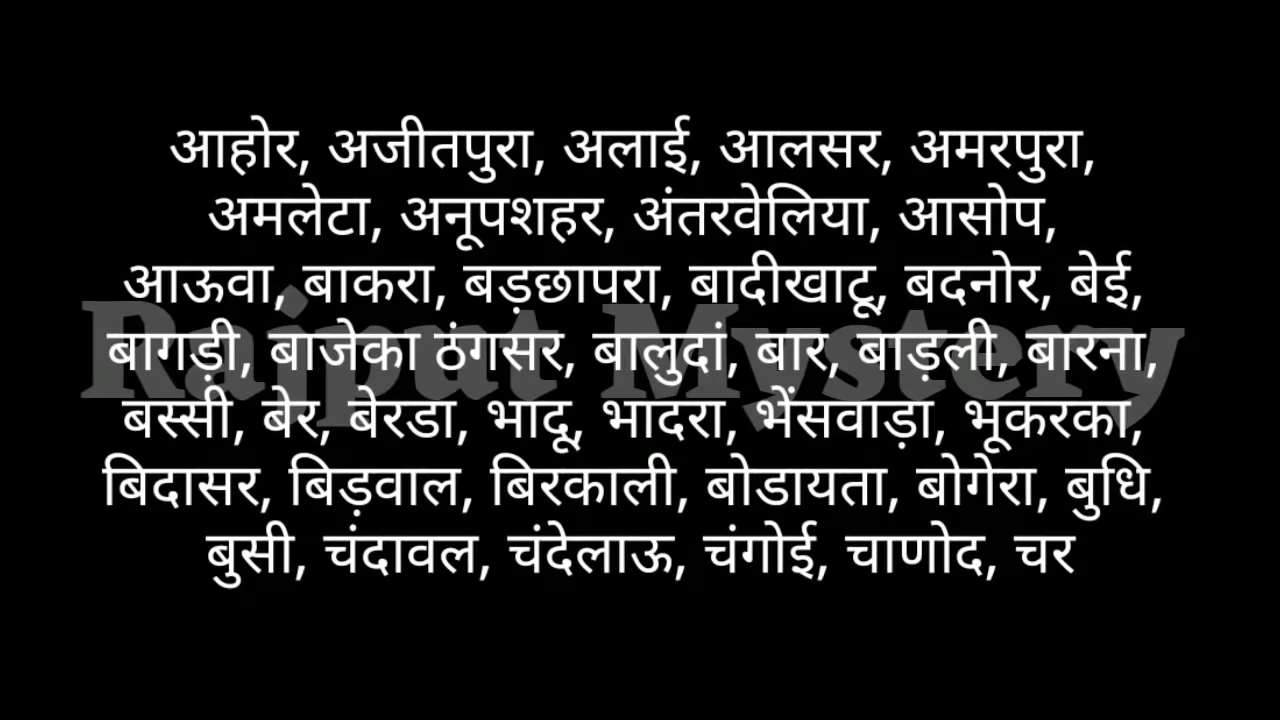 आहोर, अजीतपुरा, अलाई, आलसर, अमरपुरा,
अमलेटा, अनूपशहर, अंतरवेलिया, आसोप,
आऊवा, बाकरा, बड़छापरा, बादीखाटू, बदनोर, बेई,
बागड़ी, बाजेका ठंगसर, बालुदां, बार, बाड़ली, बारना,
बस्सी, बेर, बेरडा, भादू, भादरा, भेंसवाड़ा, भूकरका,
बिदासर, बिड़वाल, बिरकाली, बोडायता, बोगेरा, बुधि,
बुसी, चंदावल, चंदेलाऊ, चंगोई, चाणोद, चर
Rajput Mystery